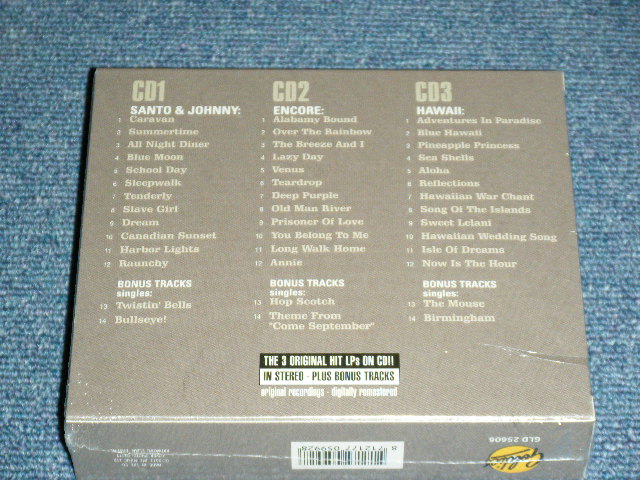 CD1
SANTO & JOHNNY:
1 Caravan
2 Summertime
3 All Night Diner
4 Blue Moon
5 School Day
6 Sleepwalk
7 Tenderly
8 Slave Girl
9 Dream
10 Canadian Sunset
11 Harbor Lights
12 Raunchy
BONUS TRACKS
singles:
13 Twistin' Bells
14 Bullseye!
CD2
ENCORE:
1 Alabamy Bound
2 Over The Rainbow
3 The Breeze And I
4 Lazy Day
5 Venus
6 Teardrop
7 Deep Purple
8 Old Man River
9 Prisoner Of Love
10 You Belong To Me
11 Long Walk Home
12 Annie
BONUS TRACKS
singles:
13 Hop Scotch
14 Theme From
"Come September"
CD3
HAWAII:
1 Adventures In Paradise
2 Blue Hawaii
3 Pineapple Princess
4 Sea Shells
5 Aloha
6 Reflections
7 Hawaiian War Chant
8 Song Of The Islands
9 Sweet Lelani
10 Hawaiian Wedding Song
11 Isle Of Dreams
12 Now Is The Hour
BONUS TRACKS
singles:
13 The Mouse
14 Birmingham
THE 3 ORIGINAL HIT LPs ON CD!!
IN STEREO - PLUS BONUS TRACKS
original recordings - digitally remastered
8 712177 059928
GLD 25606